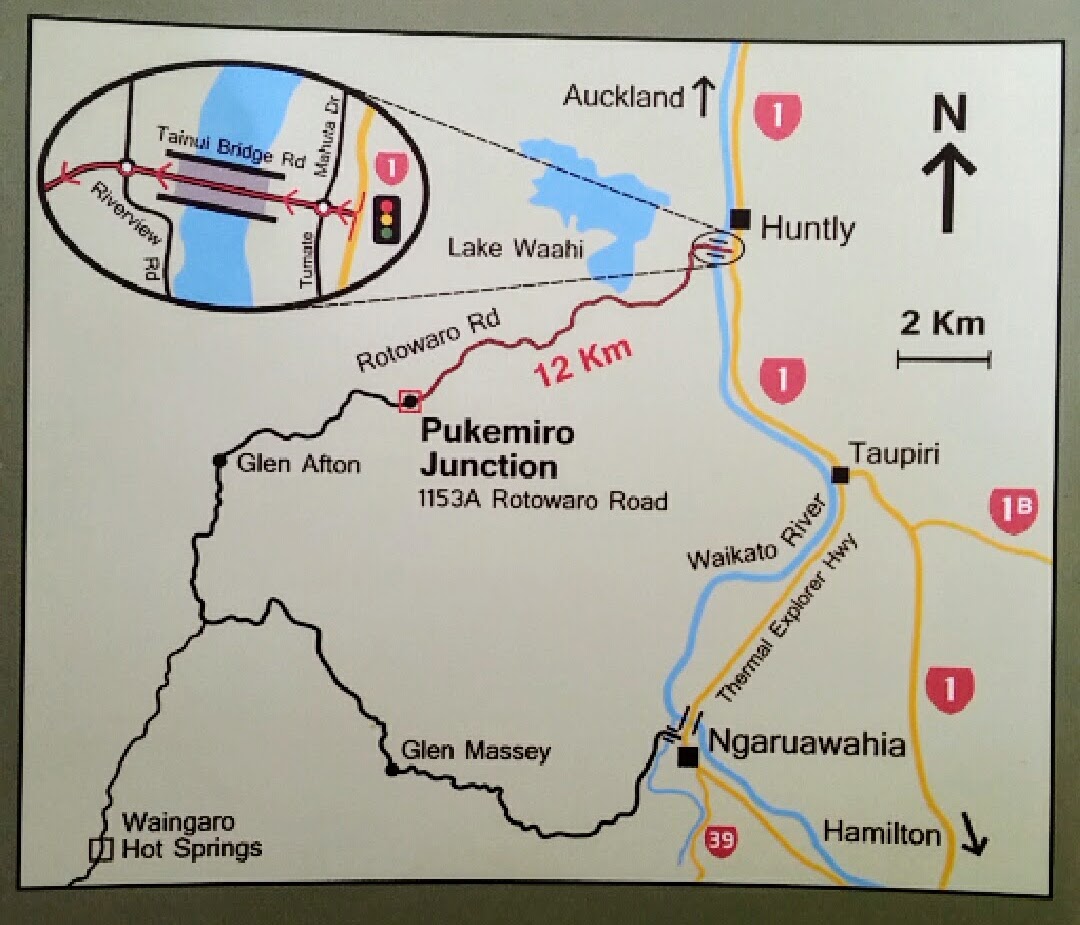 Auckland
1
N
Tainui Bridge Rd
Mahuta Dr
1
Riverview
Rd
Tumate
Lake Waahi
Huntly
2 Km
Rotowaro Rd
12 Km
1
Pukemiro
Junction
1153A Rotowaro Road
Glen Afton
Taupiri
1B
Waikato River
Thermal Explorer Hwy
1
Ngaruawahia
Glen Massey
Waingaro
Hot Springs
39
Hamilton